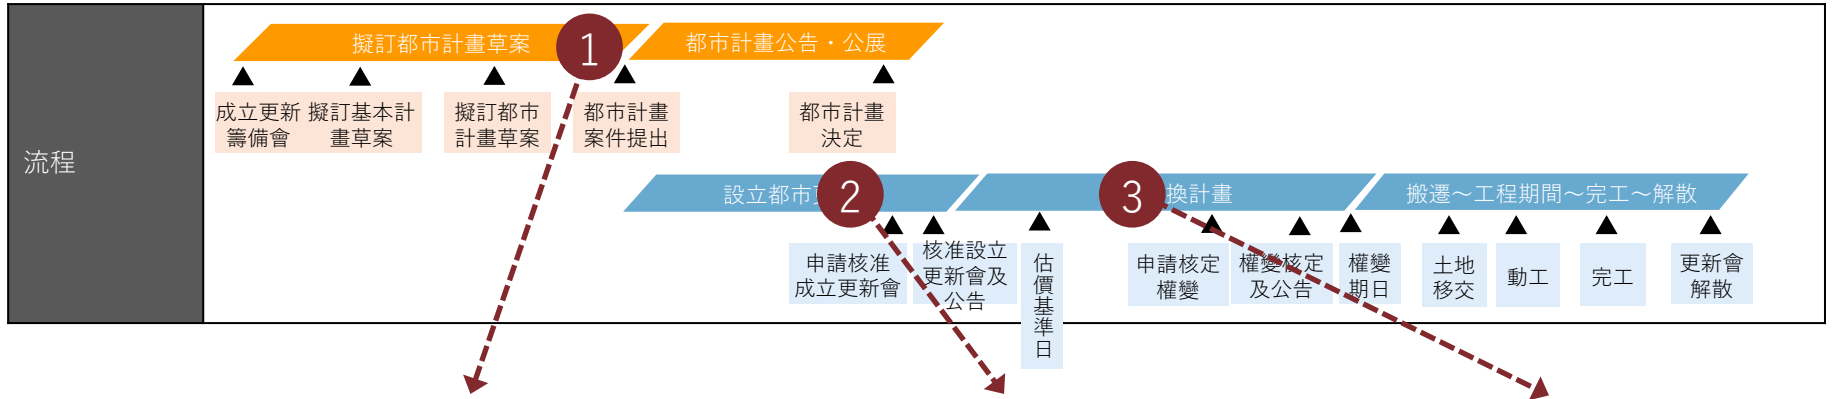 流程
擬訂都市計畫草案
1
都市計畫公告・公展
成立更新
籌備會
擬訂基本計
畫草案
擬訂都市
計畫草案
都市計畫
案件提出
都市計畫
決定
設立都市
2
3
換計畫
搬遷～工程期間～完工～解散
申請核准
成立更新會
核准設立
更新會及
公告
估價基準日
申請核定
權變
權變核定
及公告
權變
期日
土地
移交
動工
完工
更新會
解散